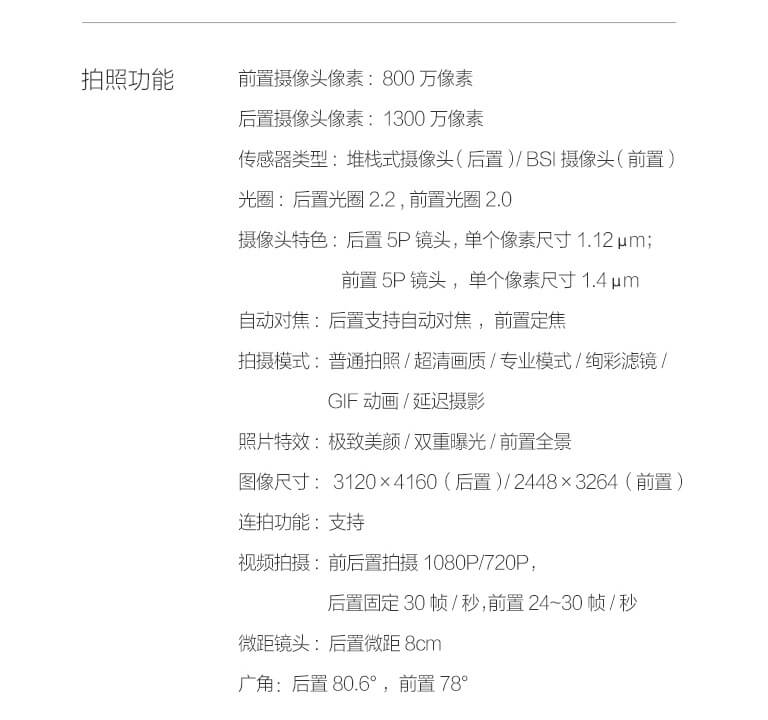 拍照功能
前置摄像头像素：800 万像素
后置摄像头像素：1300 万像素
传感器类型：堆栈式摄像头（后置）/ BSI 摄像头（前置）
光圈：后置光圈 2.2 , 前置光圈 2.0
摄像头特色：后置 5P 镜头，单个像素尺寸 1.12 μm；
前置 5P 镜头，单个像素尺寸 1.4 μm
自动对焦：后置支持自动对焦，前置定焦
拍摄模式：普通拍照 / 超清画质 / 专业模式 / 绚彩滤镜 /
GIF 动画 / 延迟摄影
照片特效：极致美颜 / 双重曝光 / 前置全景
图像尺寸：3120×4160（后置）/ 2448×3264（前置）
连拍功能：支持
视频拍摄：前后置拍摄 1080P/720P，
后置固定 30 帧 / 秒,前置 24~30 帧 / 秒
微距镜头：后置微距 8cm
广角：后置 80.6°，前置 78°